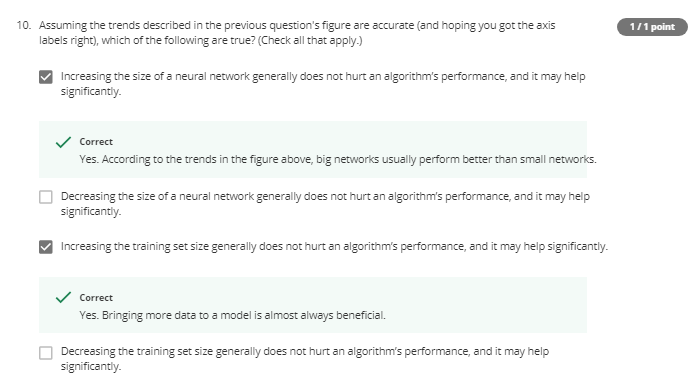 10. Assuming the trends described in the previous question's figure are accurate (and hoping you got the axis
labels right), which of the following are true? (Check all that apply.)
1 / 1 point
Increasing the size of a neural network generally does not hurt an algorithm's performance, and it may help
significantly.
Correct
Yes. According to the trends in the figure above, big networks usually perform better than small networks.
Decreasing the size of a neural network generally does not hurt an algorithm's performance, and it may help
significantly.
Increasing the training set size generally does not hurt an algorithm's performance, and it may help significantly.
Correct
Yes. Bringing more data to a model is almost always beneficial.
Decreasing the training set size generally does not hurt an algorithm's performance, and it may help
significantly.